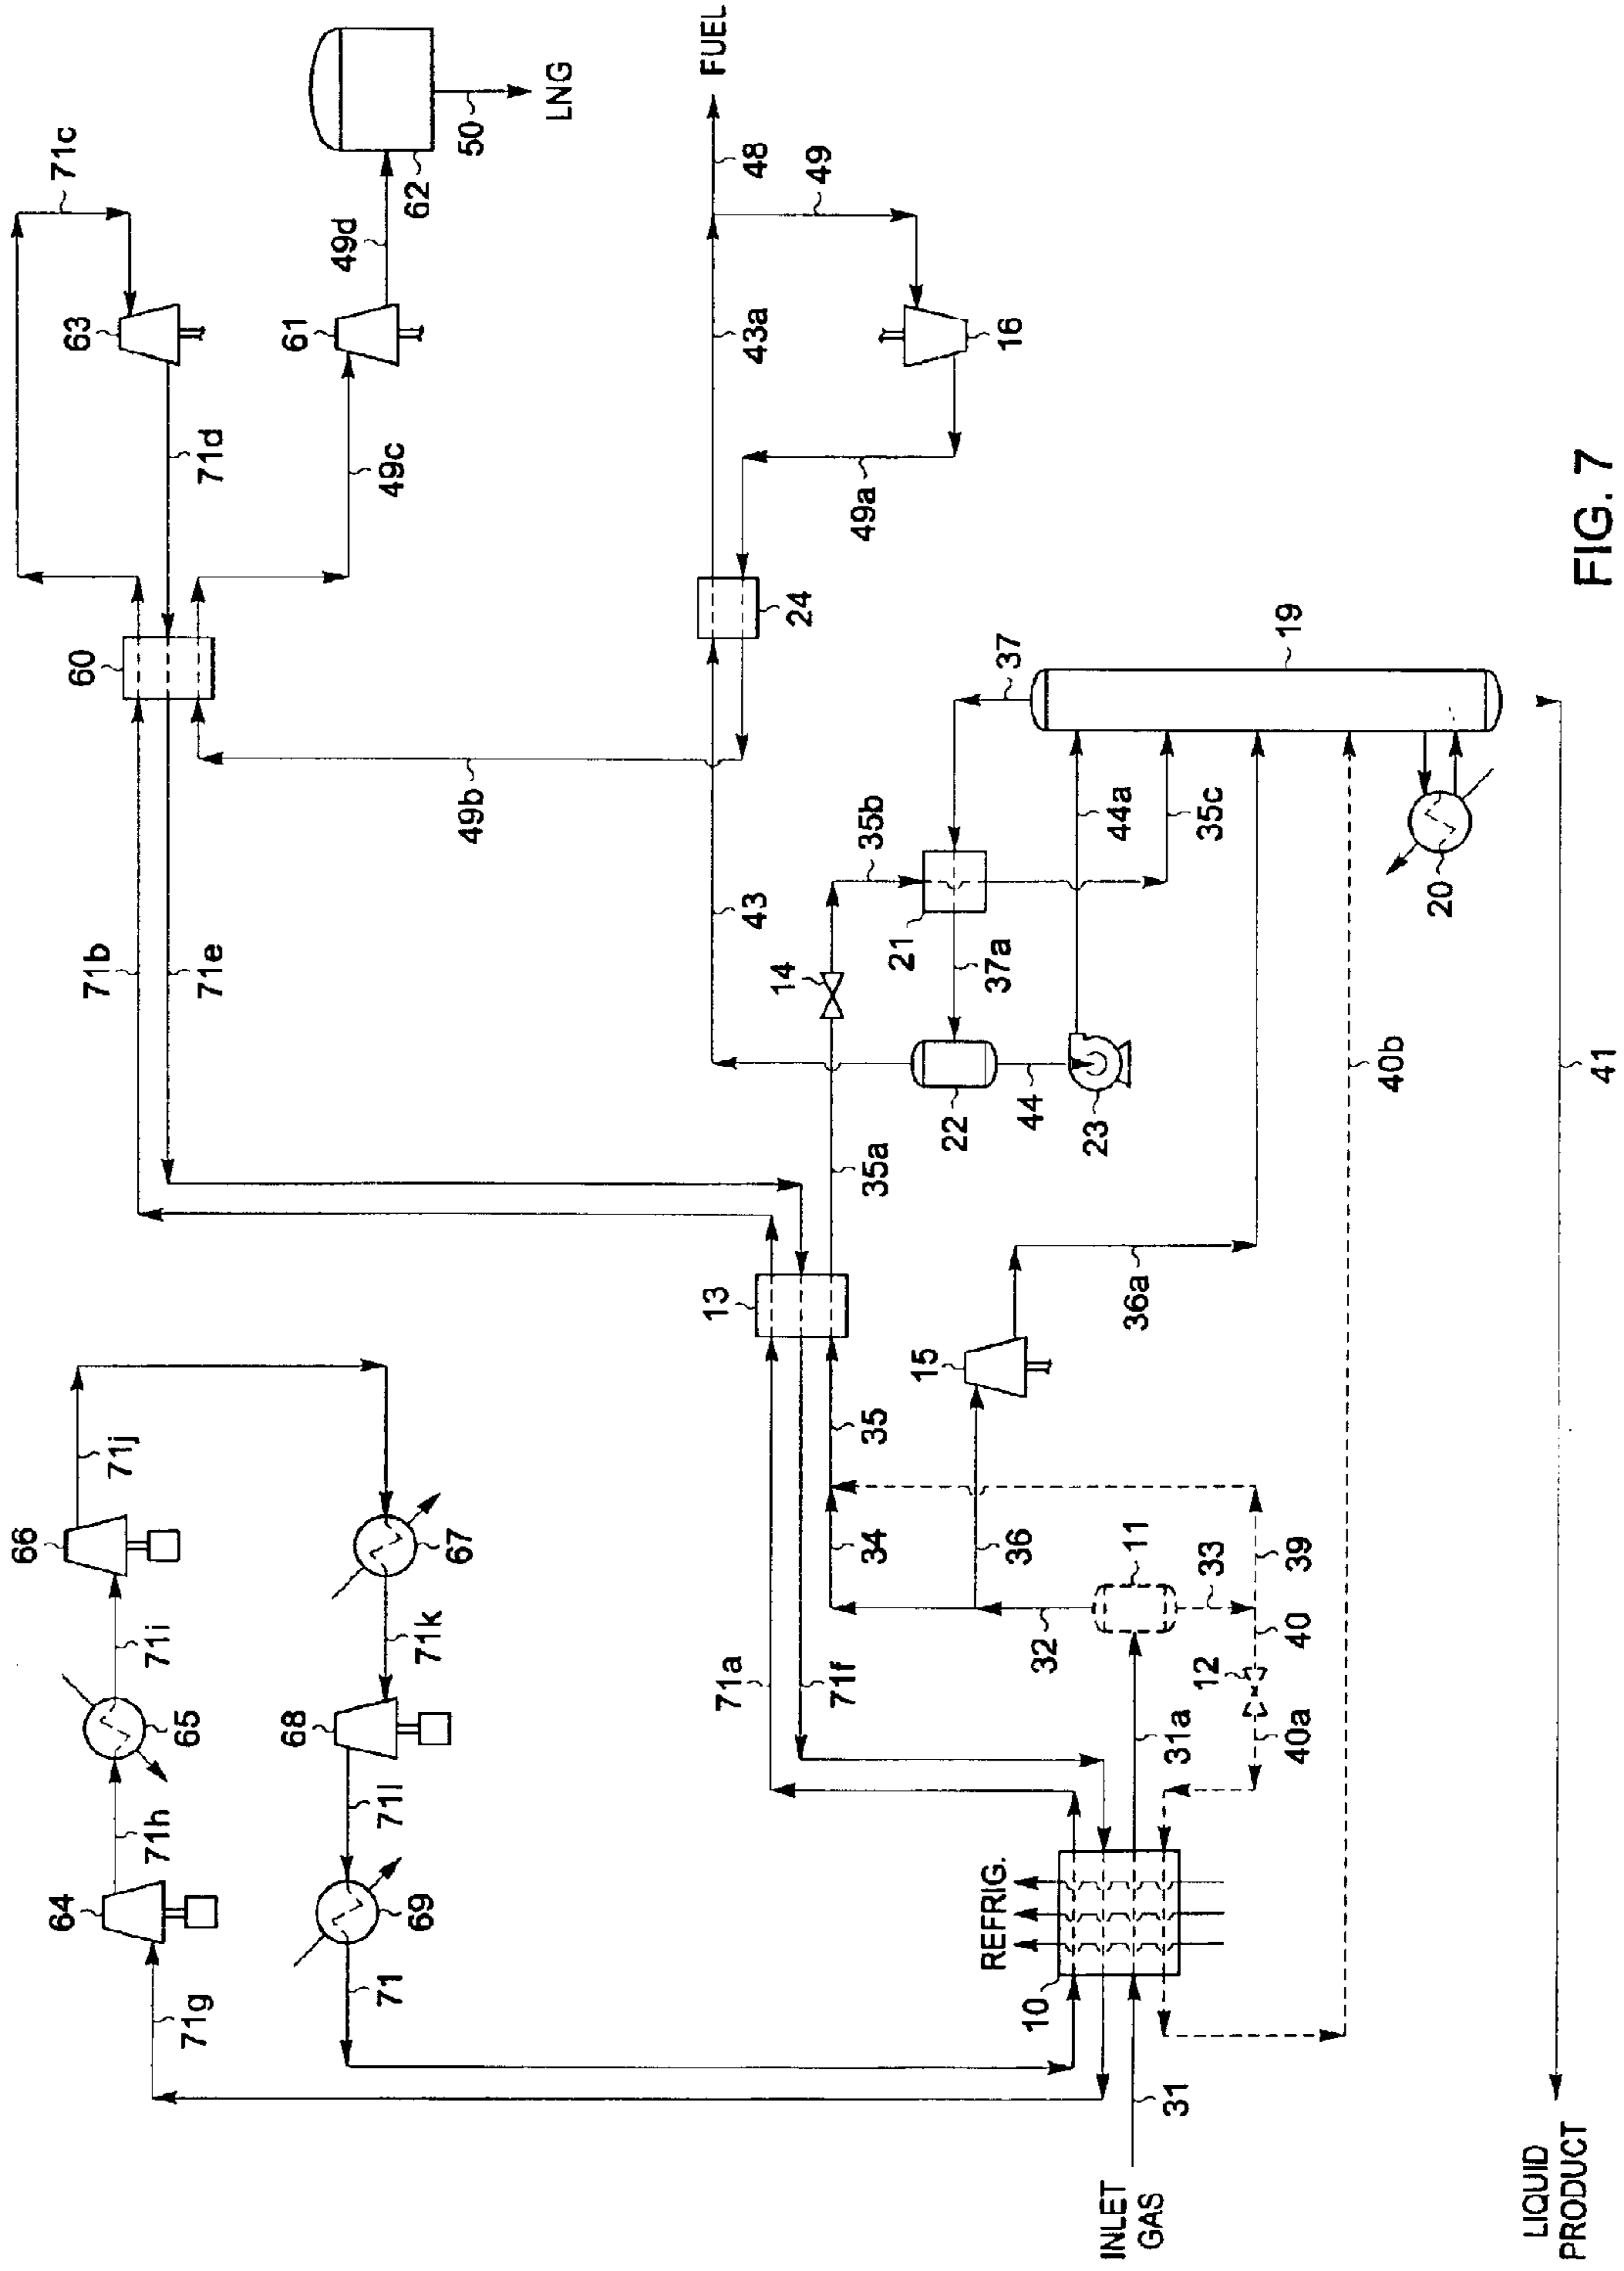 71c
63
61
62
50
LNG
49d
71d
49c
60
71b
71e
49b
FUEL
48
49
43a
16
49a
24
43
37
19
35b
14
21
37a
44a
35c
20
22
44
23
40b
41
35a
13
36a
15
35
34
36
11
33
39
32
12
40
40a
31a
71a
71f
66
71j
71i
67
71k
65
68
71h
71l
64
69
71g
71
REFRIG.
10
31
INLET
GAS
LIQUID
PRODUCT
FIG. 7